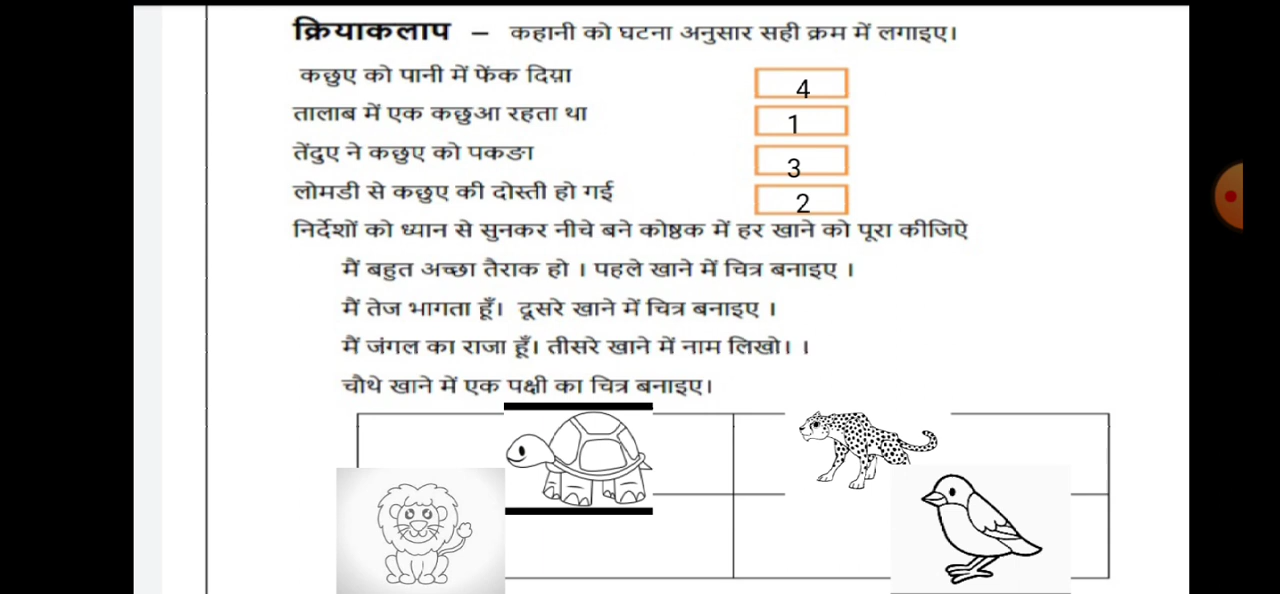 क्रियाकलाप – कहानी को घटना अनुसार सही क्रम में लगाइए।
कछुए को पानी में फेंक दिया 4
तालाब में एक कछुआ रहता था 1
तेंदुए ने कछुए को पकडा 3
लोमडी से कछुए की दोस्ती हो गई 2
निर्देशों को ध्यान से सुनकर नीचे बने कोष्ठक में हर खाने को पूरा कीजिऐ
मैं बहुत अच्छा तैराक हो । पहले खाने में चित्र बनाइए ।
मैं तेज भागता हूँ। दूसरे खाने में चित्र बनाइए ।
मैं जंगल का राजा हूँ। तीसरे खाने में नाम लिखो। ।
चौथे खाने में एक पक्षी का चित्र बनाइए।